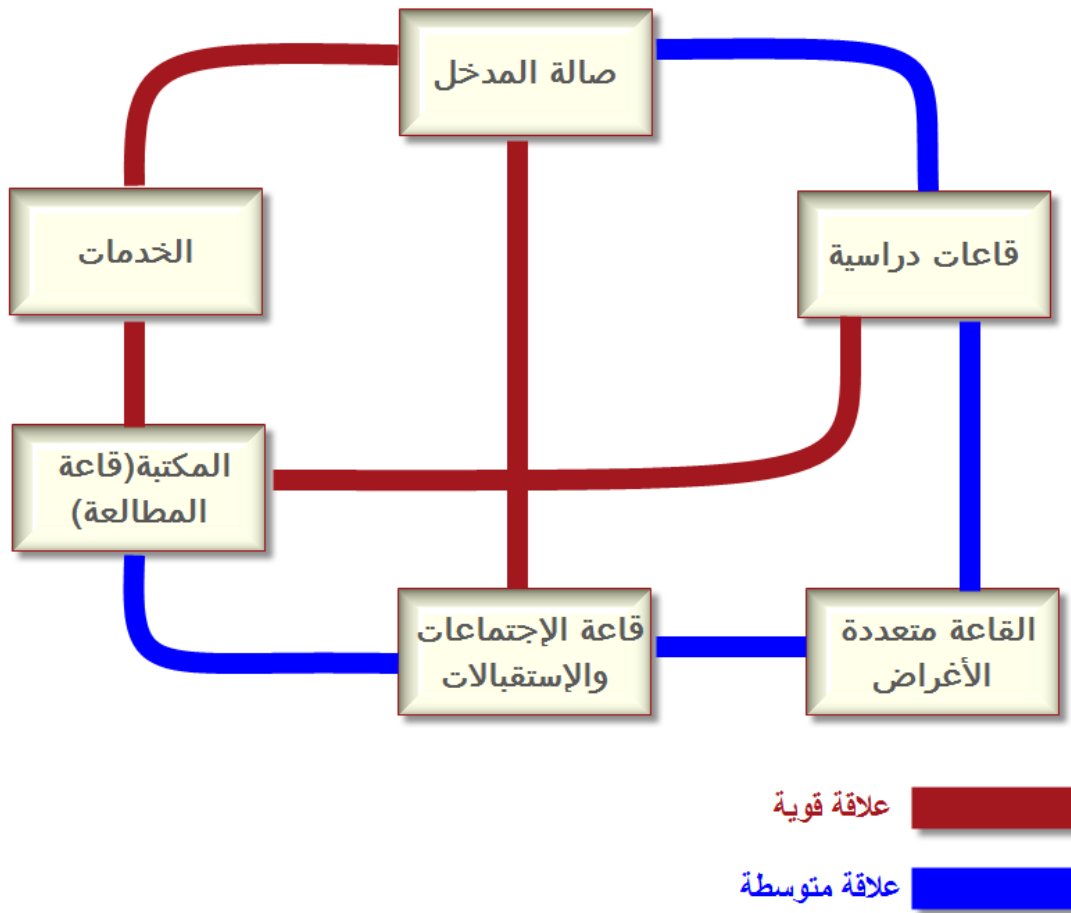 صالة المدخل
قاعات دراسية
الخدمات
المكتبة(قاعة
المطالعة)
القاعة متعددة
الأغراض
قاعة الإجتماعات
والإستقبالات
علاقة قوية
علاقة متوسطة